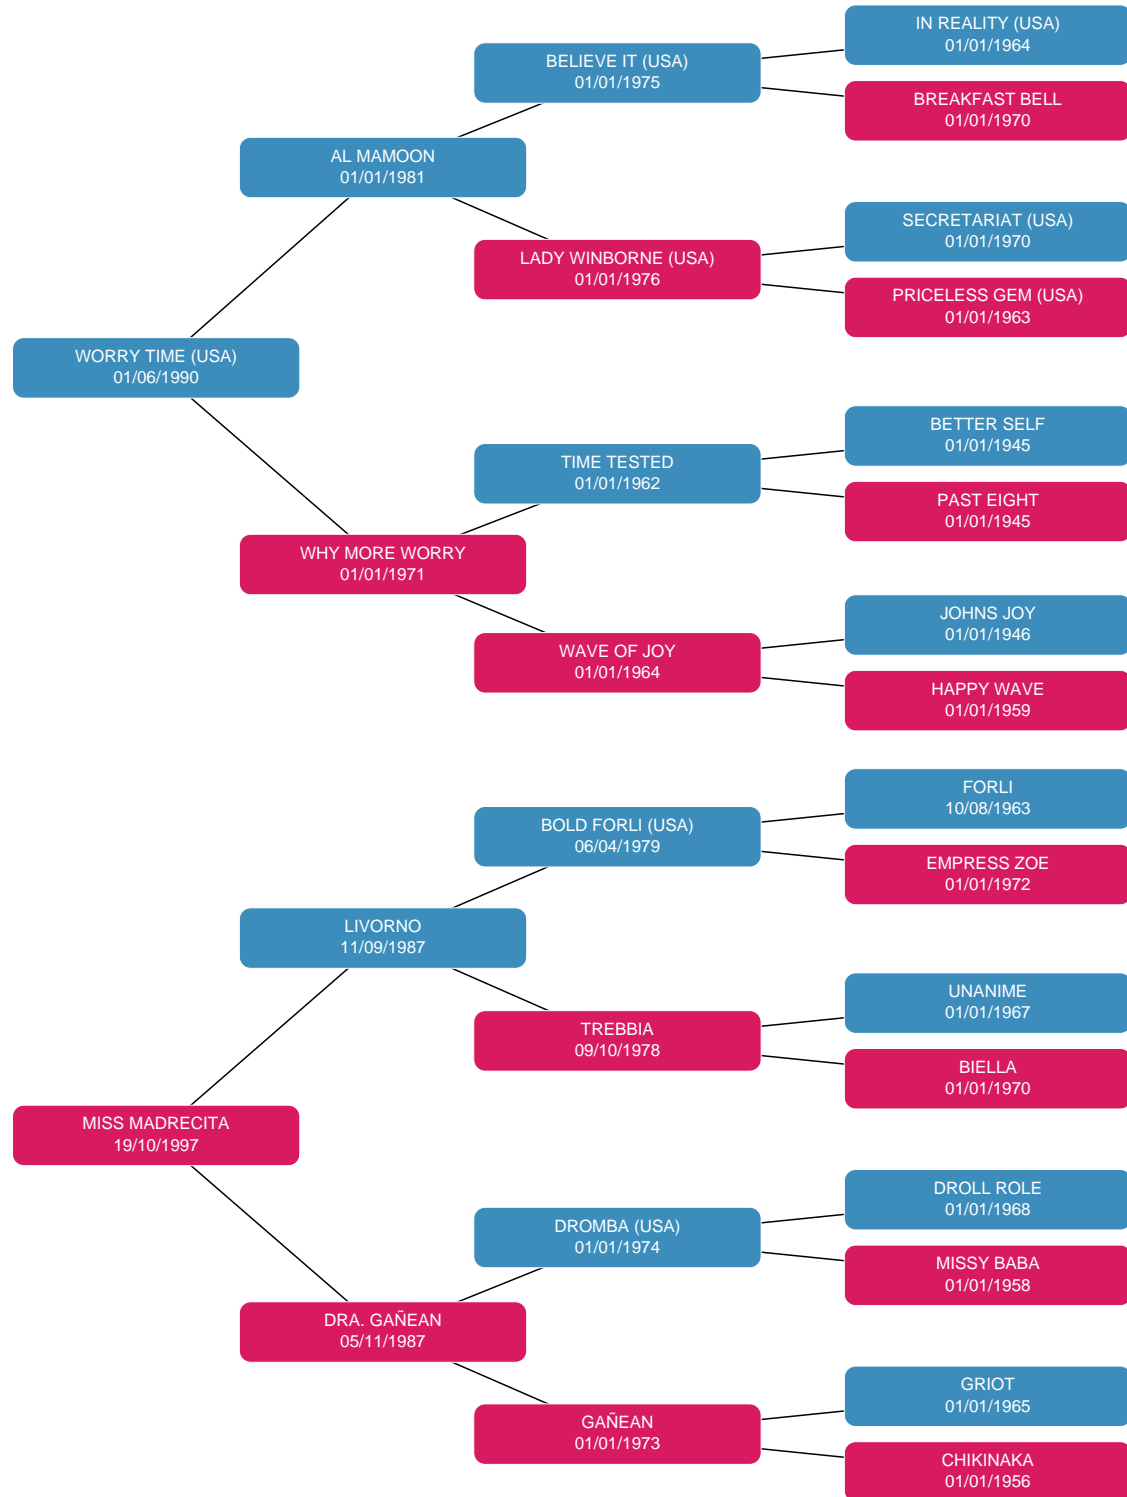 IN REALITY (USA)
01/01/1964
BELIEVE IT (USA)
01/01/1975
BREAKFAST BELL
01/01/1970
AL MAMOON
01/01/1981
SECRETARIAT (USA)
01/01/1970
LADY WINBORNE (USA)
01/01/1976
PRICELESS GEM (USA)
01/01/1963
WORRY TIME (USA)
01/06/1990
BETTER SELF
01/01/1945
TIME TESTED
01/01/1962
PAST EIGHT
01/01/1945
WHY MORE WORRY
01/01/1971
JOHNS JOY
01/01/1946
WAVE OF JOY
01/01/1964
HAPPY WAVE
01/01/1959
FORLI
10/08/1963
BOLD FORLI (USA)
06/04/1979
EMPRESS ZOE
01/01/1972
LIVORNO
11/09/1987
UNANIME
01/01/1967
TREBBIA
09/10/1978
BIELLA
01/01/1970
MISS MADRECITA
19/10/1997
DROLL ROLE
01/01/1968
DROMBA (USA)
01/01/1974
MISSY BABA
01/01/1958
DRA. GAÑEAN
05/11/1987
GRIOT
01/01/1965
GAÑEAN
01/01/1973
CHIKINAKA
01/01/1956